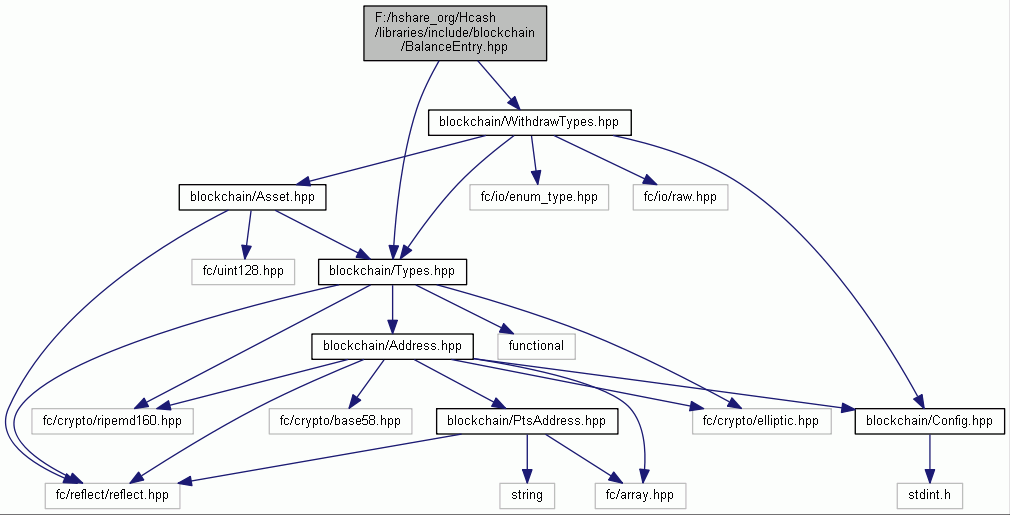 F:/hshare_org/Hcash
/libraries/include/blockchain
/BalanceEntry.hpp
blockchain/WithdrawTypes.hpp
blockchain/Asset.hpp
fc/io/enum_type.hpp
fc/io/raw.hpp
fc/uint128.hpp
blockchain/Types.hpp
blockchain/Address.hpp
functional
fc/crypto/ripemd160.hpp
fc/crypto/base58.hpp
blockchain/PtsAddress.hpp
fc/crypto/elliptic.hpp
blockchain/Config.hpp
fc/reflect/reflect.hpp
string
fc/array.hpp
stdint.h